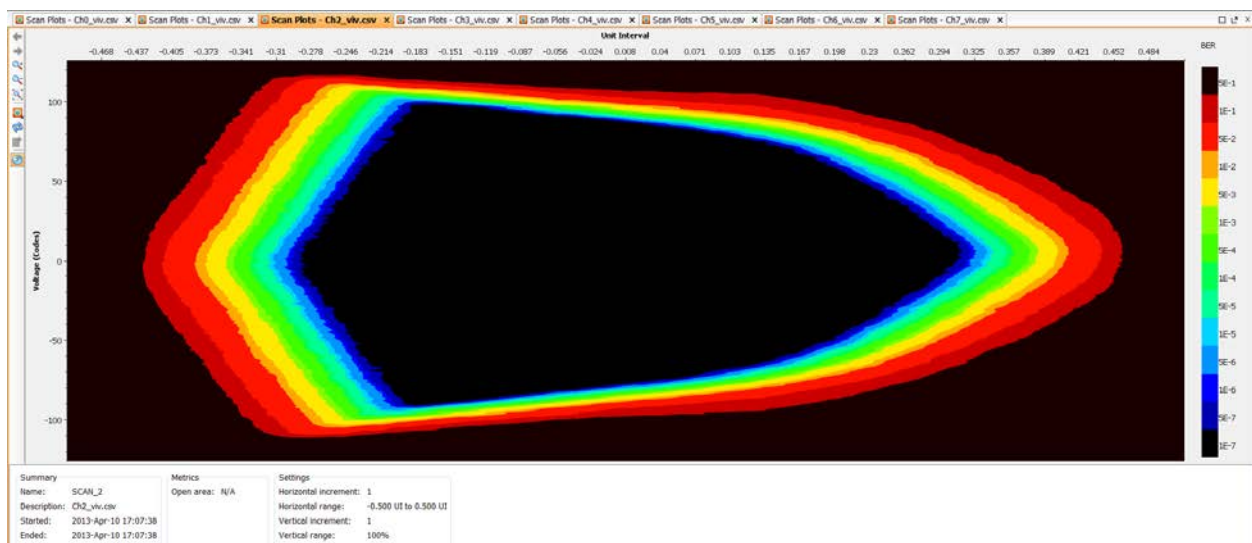 Scan Plots - Ch0_viv.csv Scan Plots - Ch1_viv.csv Scan Plots - Ch2_viv.csv Scan Plots - Ch3_viv.csv Scan Plots - Ch4_viv.csv Scan Plots - Ch5_viv.csv Scan Plots - Ch6_viv.csv Scan Plots - Ch7_viv.csv
Unit Interval
-0.468 -0.437 -0.405 -0.373 -0.341 -0.31 -0.278 -0.246 -0.214 -0.183 -0.151 -0.119 -0.087 -0.056 -0.024 0.008 0.04 0.071 0.103 0.135 0.167 0.198 0.23 0.262 0.294 0.325 0.357 0.389 0.421 0.452 0.484
BER
Voltage (Codes)
100
50
0
-50
-100
5E-1
1E-1
5E-2
1E-2
5E-3
1E-3
5E-4
1E-4
5E-5
1E-5
5E-6
1E-6
5E-7
1E-7
Summary
Name: SCAN_2
Description: Ch2_viv.csv
Started: 2013-Apr-10 17:07:38
Ended: 2013-Apr-10 17:07:38
Metrics
Open area: N/A
Settings
Horizontal increment: 1
Horizontal range: -0.500 UI to 0.500 UI
Vertical increment: 1
Vertical range: 100%